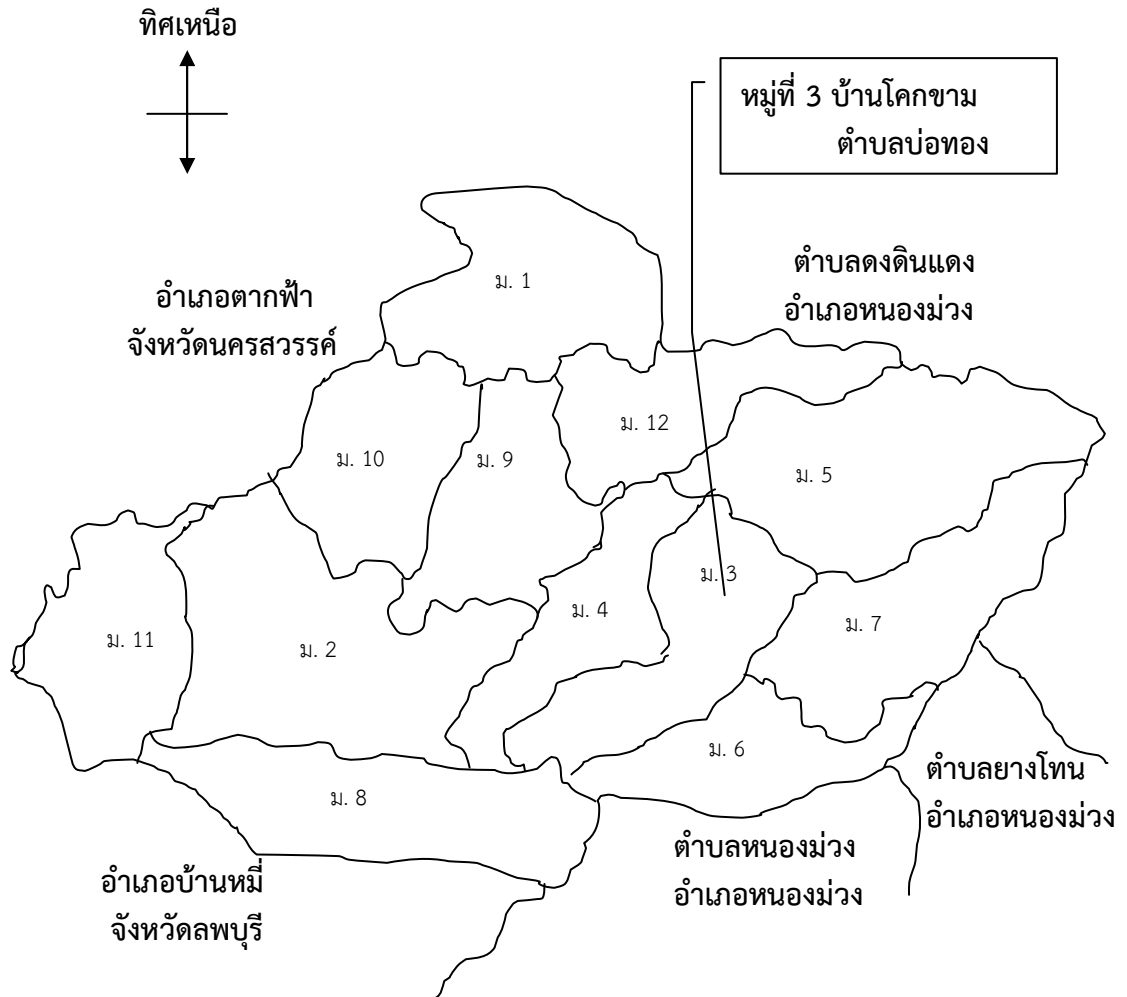 ทิศเหนือ
หมู่ที่ 3 บ้านโคกขาม
ตำบลบ่อทอง
ตำบลดงดินแดง
อำเภอหนองม่วง
อำเภอตากฟ้า
จังหวัดนครสวรรค์
ม. 1
ม. 12
ม. 10
ม. 9
ม. 5
ม. 3
ม. 4
ม. 7
ม. 11
ม. 2
ม. 6
ม. 8
ตำบลยางโทน
อำเภอหนองม่วง
ตำบลหนองม่วง
อำเภอหนองม่วง
อำเภอบ้านหมี่
จังหวัดลพบุรี